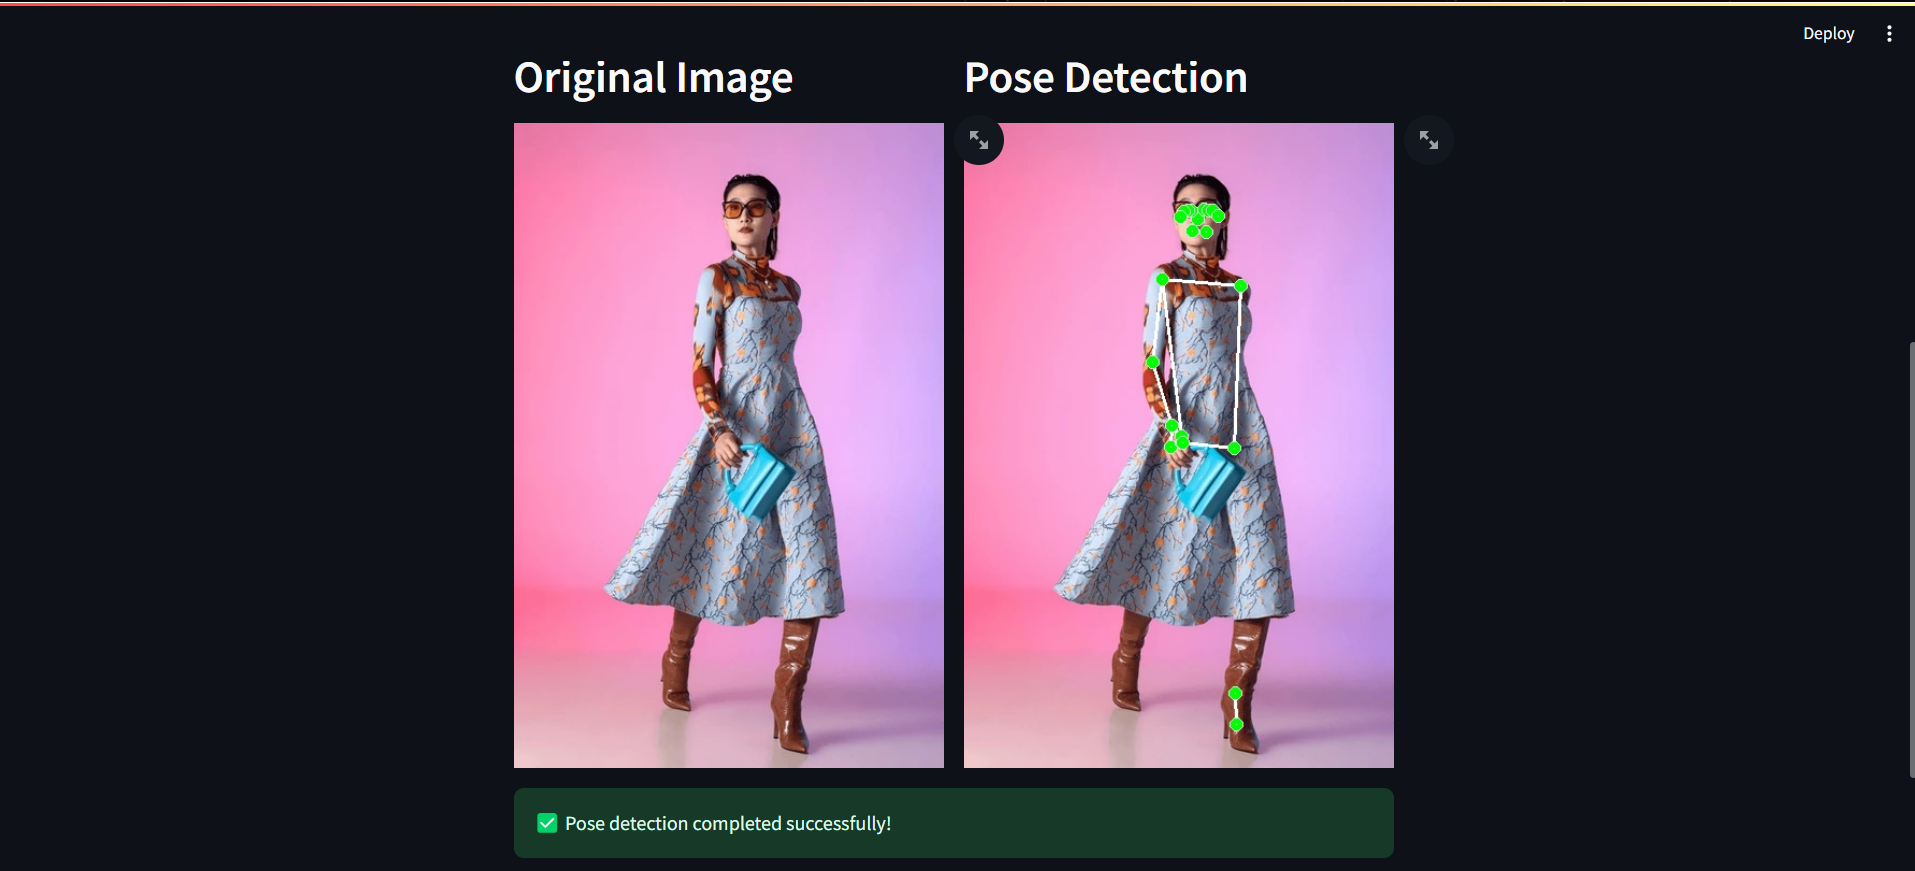 Deploy
Original Image
Pose Detection
Pose detection completed successfully!